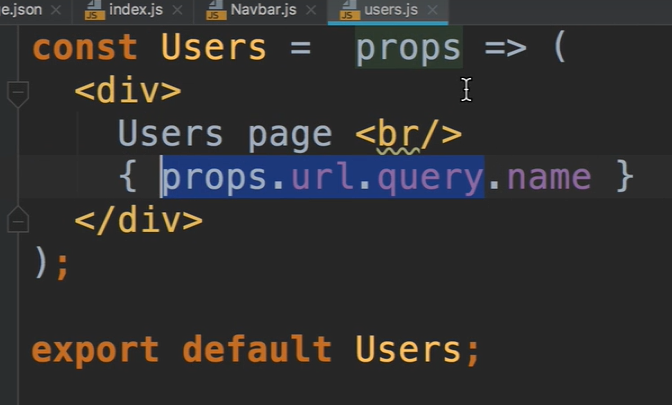 e.json index.js Navbar.js users.js
const Users = props => (
<div>
Users page <br/>
{ props.url.query.name }
</div>
);
export default Users;